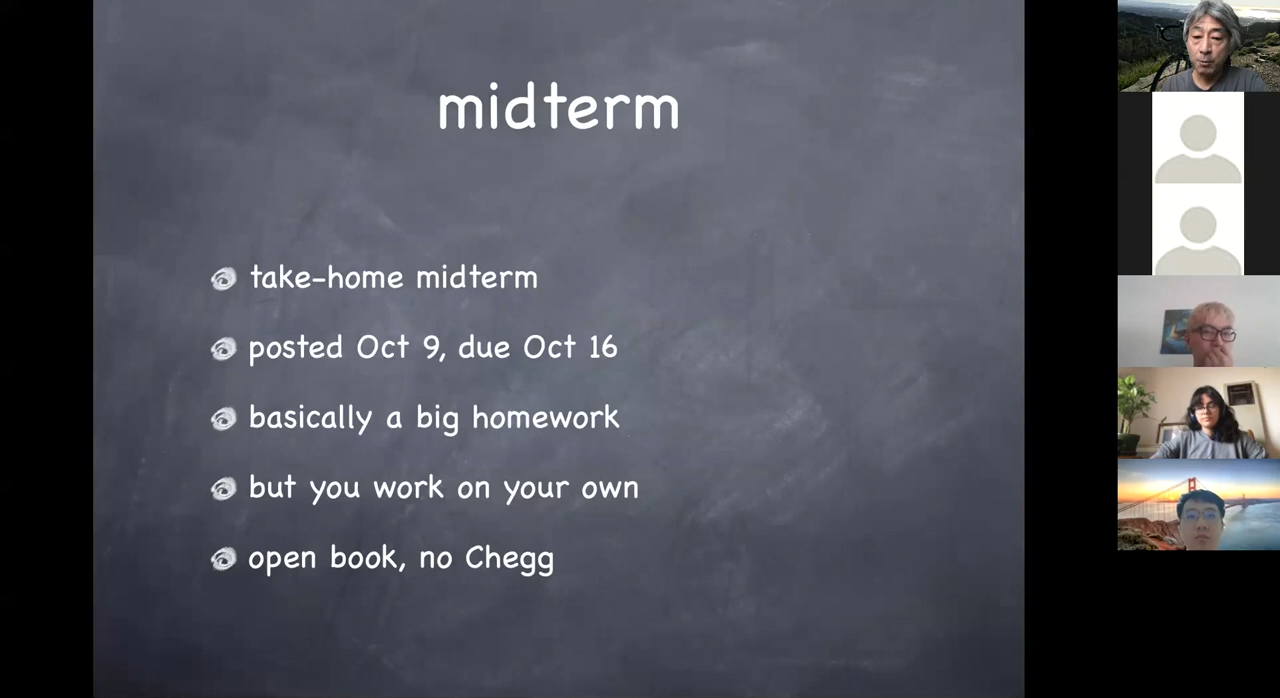 midterm
take-home midterm
posted Oct 9, due Oct 16
basically a big homework
but you work on your own
open book, no Chegg